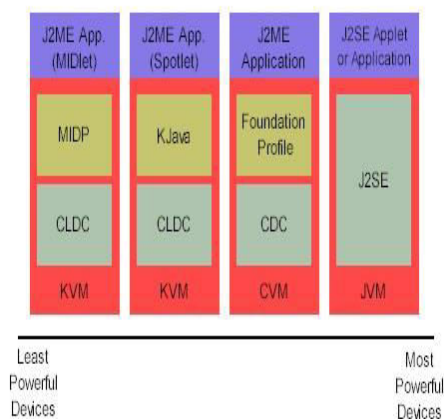 J2ME App.
(MIDlet)
MIDP
CLDC
KVM
J2ME App.
(Spotlet)
KJava
CLDC
KVM
J2ME
Application
Foundation
Profile
CDC
CVM
J2SE Applet
or Application
J2SE
JVM
Least
Powerful
Devices
Most
Powerful
Devices